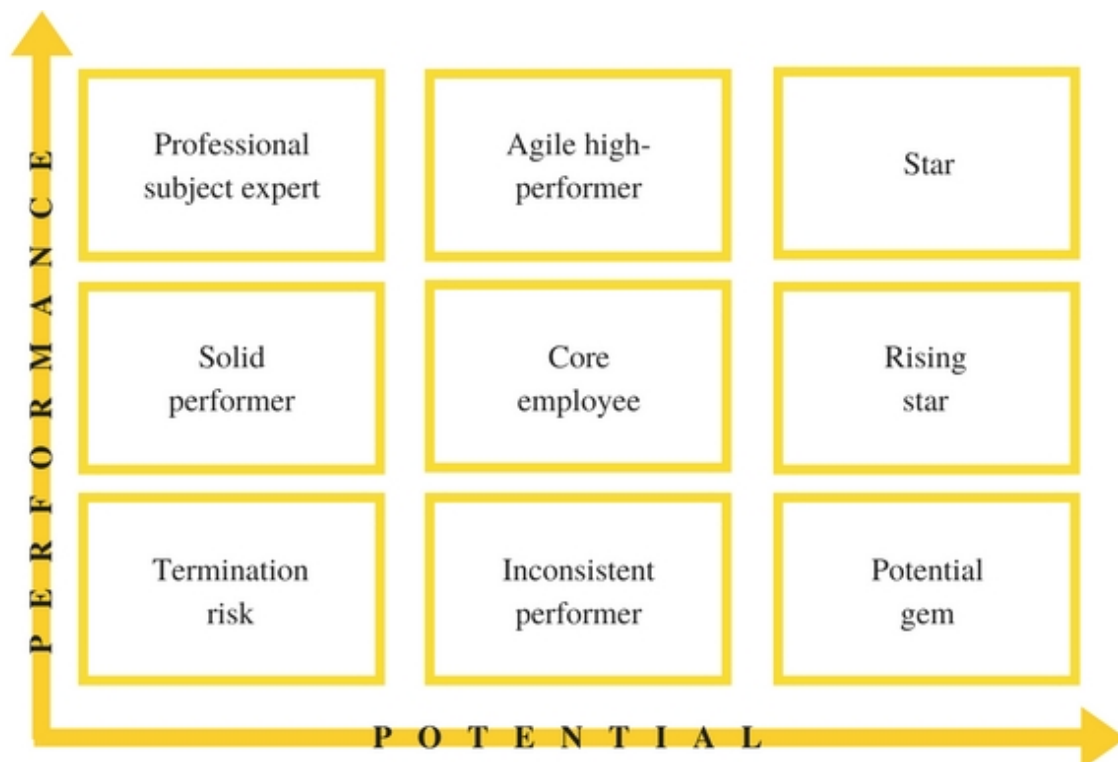 PERFORMANCE
Professional
subject expert
Agile high-
performer
Star
Solid
performer
Core
employee
Rising
star
Termination
risk
Inconsistent
performer
Potential
gem
POTENTIAL